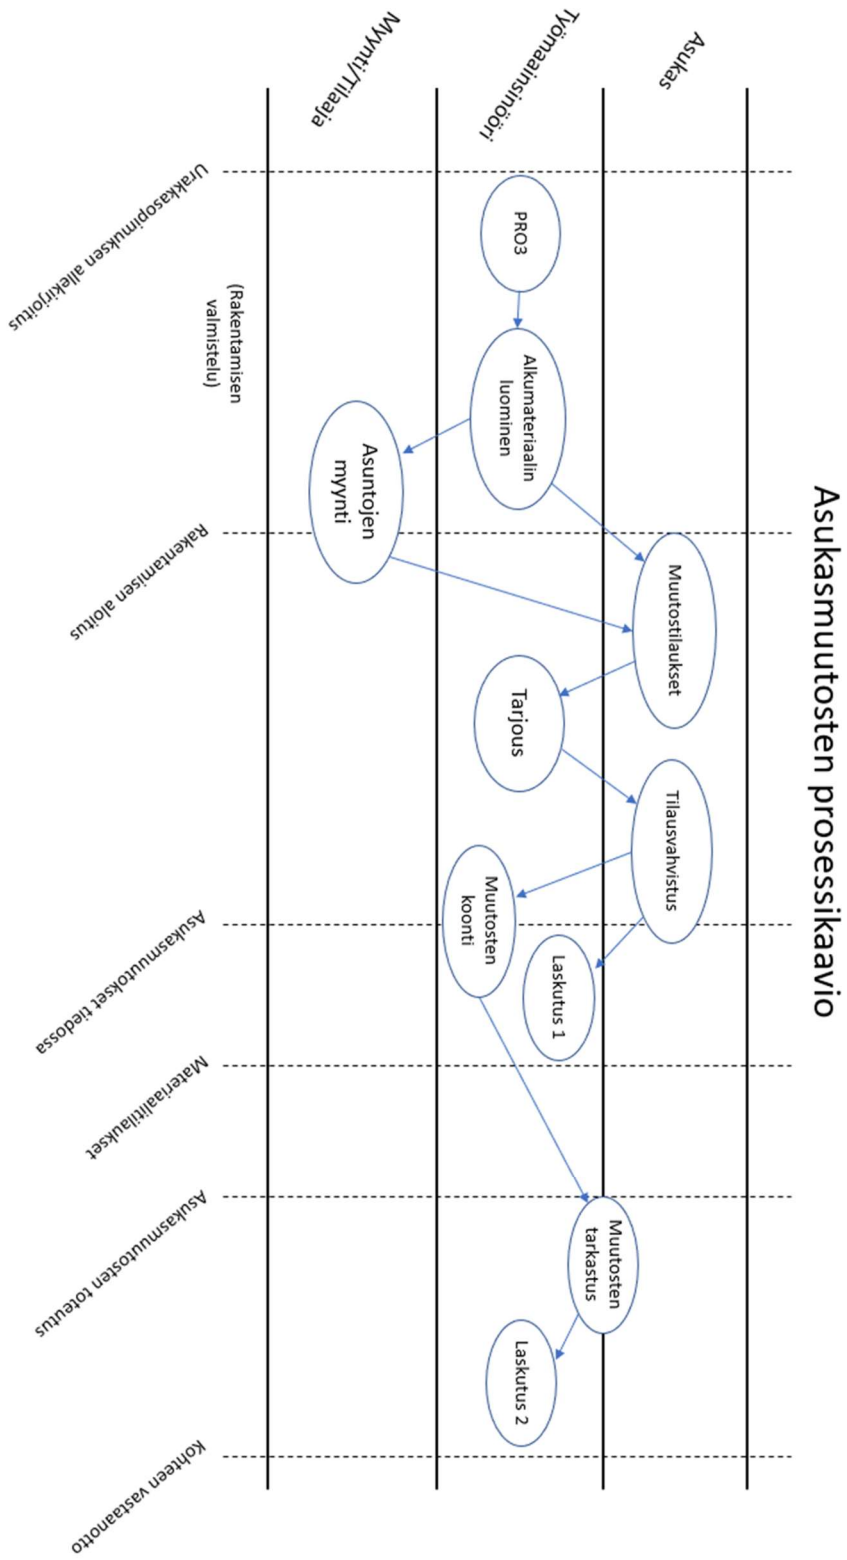 Asukasmuutosten prosessikaavio
Asukas
Työmaainsinööri
Myynti/Tilaaja
PRO3
Alkumateriaalin
luominen
Asuntojen
myynti
Muutostilaukset
Tarjous
Tilausvahvistus
Muutosten
koonti
Laskutus 1
Muutosten
tarkastus
Laskutus 2
Urakkasopimuksen allekirjoitus
(Rakentamisen
valmistelu)
Rakentamisen aloitus
Asukasmuutokset tiedossa
Materiaalitilaukset
Asukasmuutosten toteutus
Kohteen vastaanotto